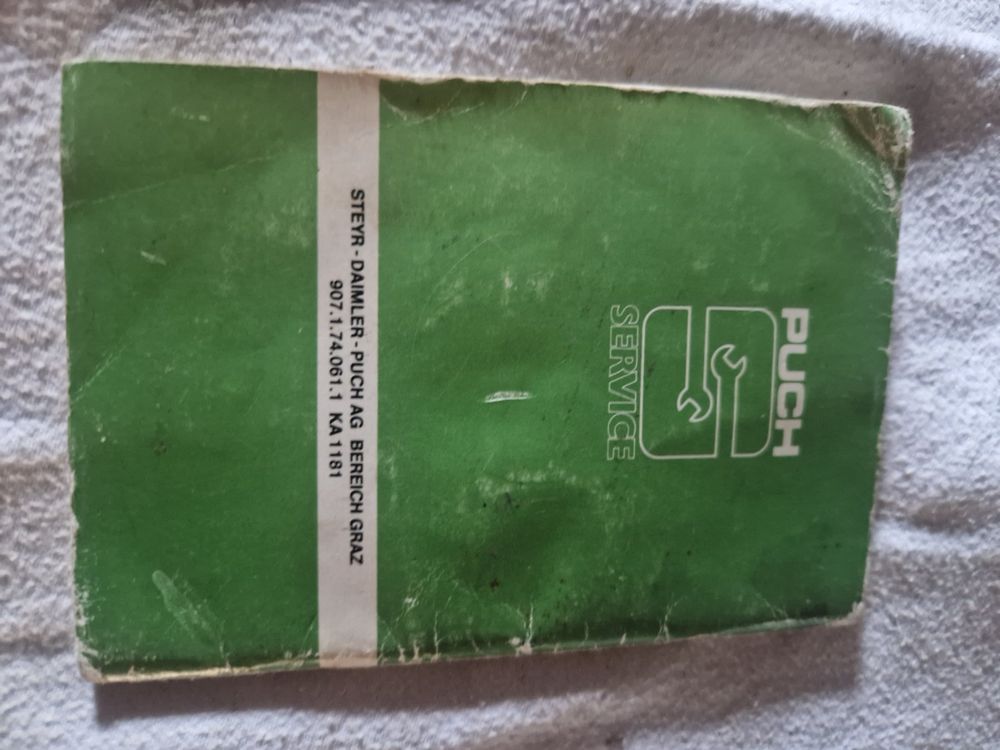 PUCH
SERVICE
STEYR - DAIMLER - PUCH AG BEREICH GRAZ
907.1.74.061.1 KA 1181